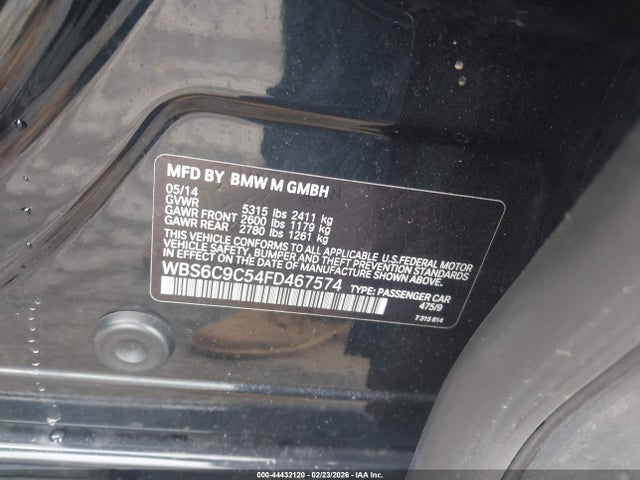 MFD BY BMW M GMBH
05/14
GVWR 5315 lbs 2411 kg
GAWR FRONT 2600 lbs 1179 kg
GAWR REAR 2780 lbs 1261 kg
THIS VEHICLE CONFORMS TO ALL APPLICABLE U.S. FEDERAL MOTOR
VEHICLE SAFETY, BUMPER AND THEFT PREVENTION STANDARDS
IN EFFECT ON THE DATE OF MANUFACTURE SHOWN ABOVE.
WBS6C9C54FD467574 TYPE: PASSENGER CAR
475/9
7 315 814
000-44432120 - 02/23/2026 - IAAI.COM